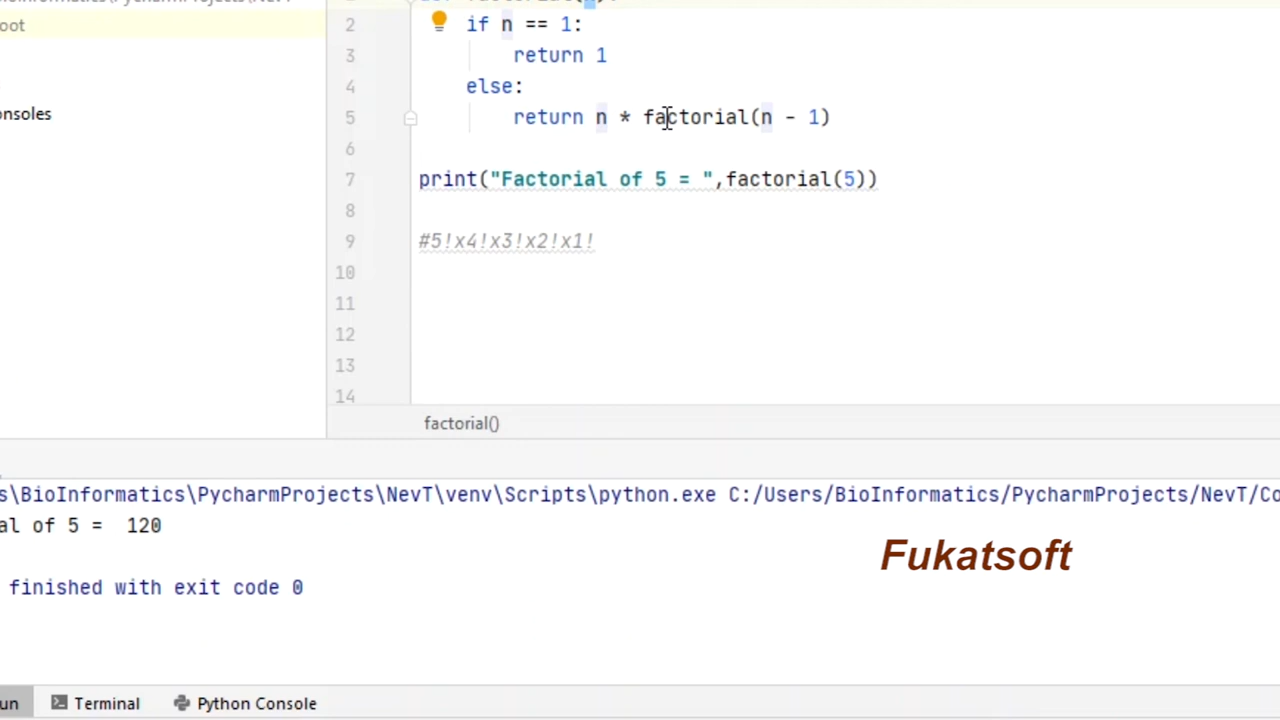 oot
onsoles
2 if n == 1:
3 return 1
4 else:
5 return n * factorial(n - 1)
6
7 print("Factorial of 5 = ",factorial(5))
8
9 #5!x4!x3!x2!x1!
10
11
12
13
14
factorial()
s\BioInformatics\PycharmProjects\NevT\venv\Scripts\python.exe C:/Users/BioInformatics/PycharmProjects/NevT/Co
al of 5 =  120
Fukatsoft
finished with exit code 0
un Terminal Python Console